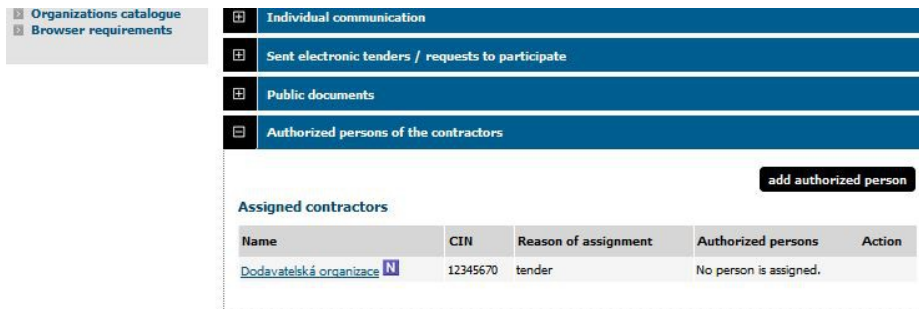 Organizations catalogue
Browser requirements
Individual communication
Sent electronic tenders / requests to participate
Public documents
Authorized persons of the contractors
add authorized person
Assigned contractors
Name CIN Reason of assignment Authorized persons Action
Dodavatelská organizace N 12345670 tender No person is assigned.